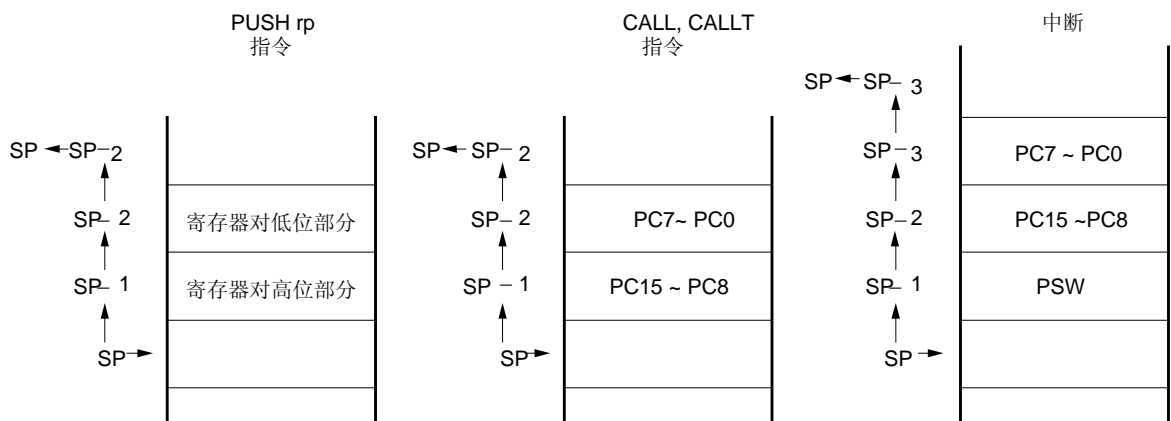 PUSH rp
指令
SP ← SP – 2
SP – 2
寄存器对低位部分
SP – 1
寄存器对高位部分
SP →
CALL, CALLT
指令
SP ← SP – 2
SP – 2
PC7~ PC0
SP – 1
PC15 ~ PC8
SP →
中断
SP ← SP – 3
SP – 3
PC7 ~ PC0
SP – 2
PC15 ~PC8
SP – 1
PSW
SP →